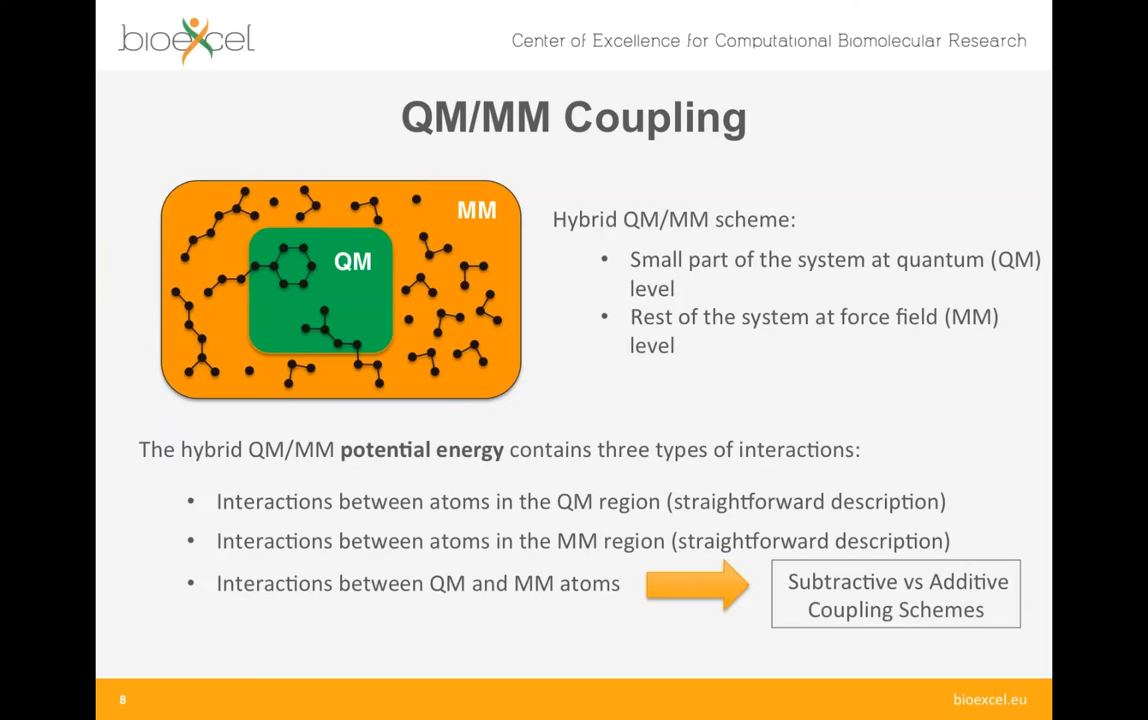 bioexcel
Center of Excellence for Computational Biomolecular Research
QM/MM Coupling
MM
QM
Hybrid QM/MM scheme:
• Small part of the system at quantum (QM)
level
• Rest of the system at force field (MM)
level
The hybrid QM/MM potential energy contains three types of interactions:
• Interactions between atoms in the QM region (straightforward description)
• Interactions between atoms in the MM region (straightforward description)
• Interactions between QM and MM atoms
Subtractive vs Additive
Coupling Schemes
8
bioexcel.eu